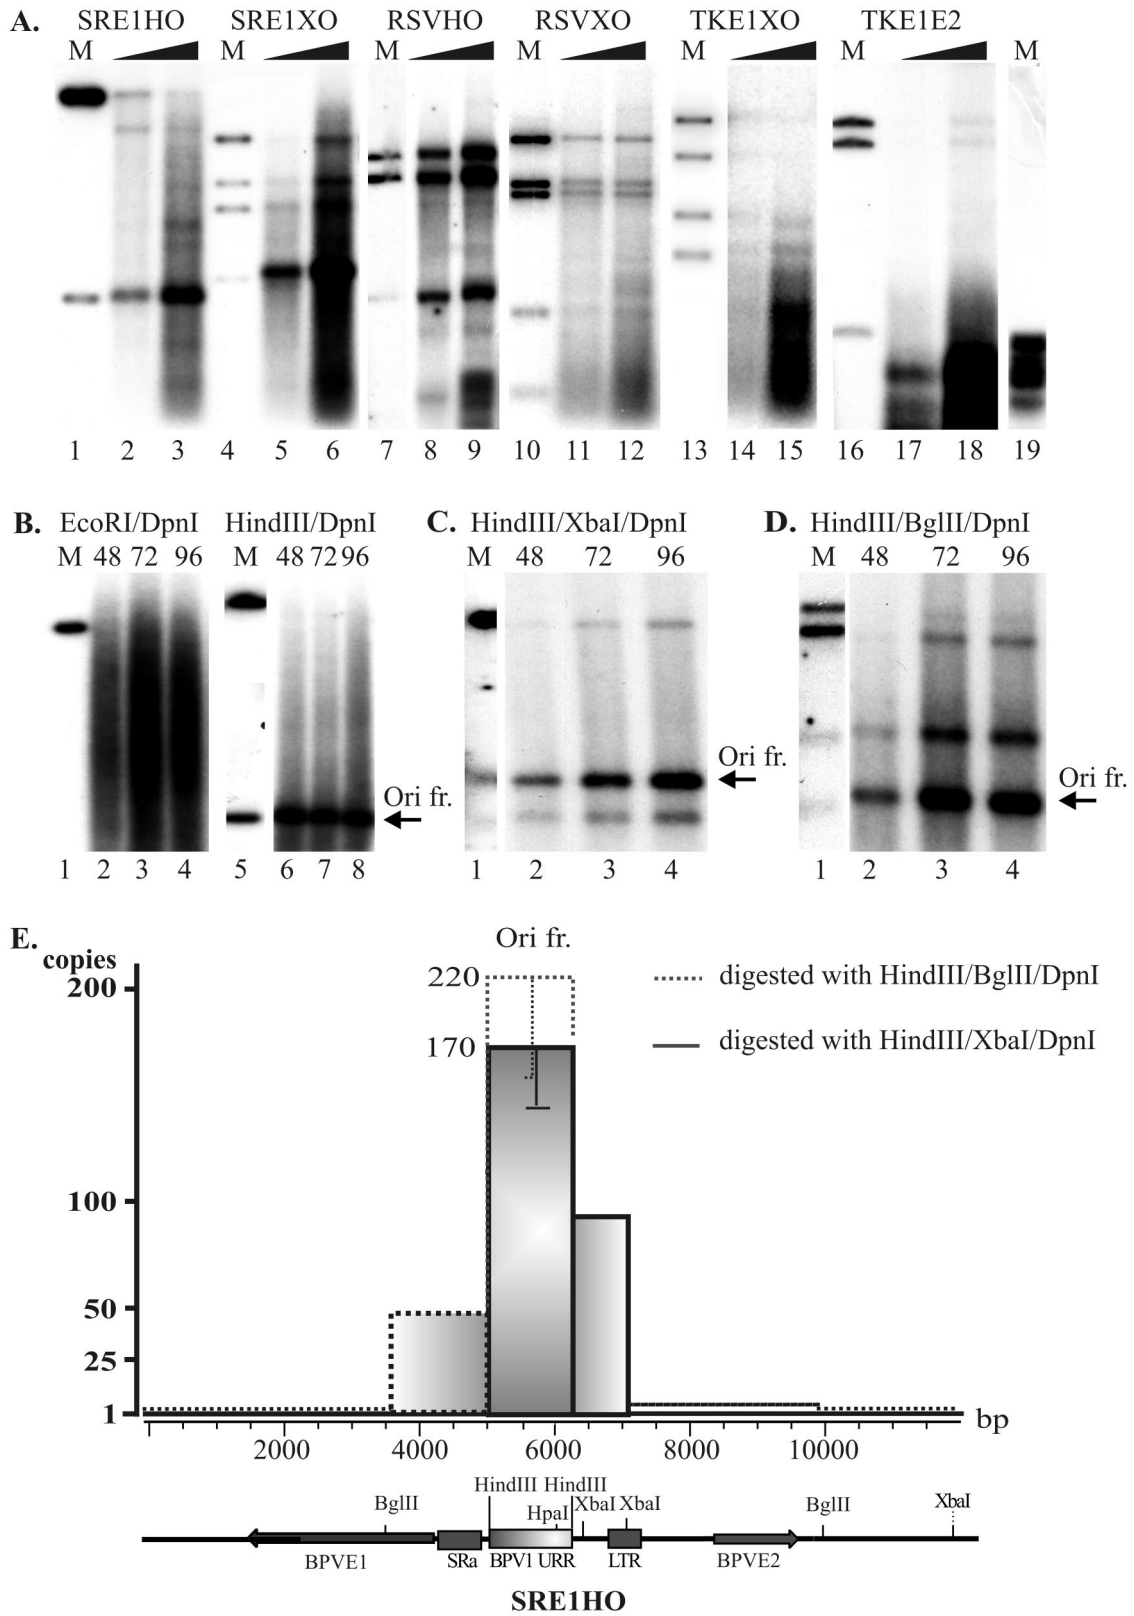 A. SRE1HO SRE1XO RSVHO RSVXO TKE1XO TKE1E2
M M M M M M M
1 2 3 4 5 6 7 8 9 10 11 12 13 14 15 16 17 18 19
B. EcoRI/DpnI HindIII/DpnI C. HindIII/XbaI/DpnI D. HindIII/BglII/DpnI
M 48 72 96 M 48 72 96 M 48 72 96 M 48 72 96
Ori fr.
Ori fr.
Ori fr.
1 2 3 4 5 6 7 8 1 2 3 4 1 2 3 4
E. Ori fr.
copies
220 digested with HindIII/BglII/DpnI
200
170 digested with HindIII/XbaI/DpnI
100
50
25
1
bp
2000 4000 6000 8000 10000
HindIII HindIII
BglII HpaI XbaI XbaI BglII XbaI
BPVE1 SRa BPV1 URR LTR BPVE2
SRE1HO